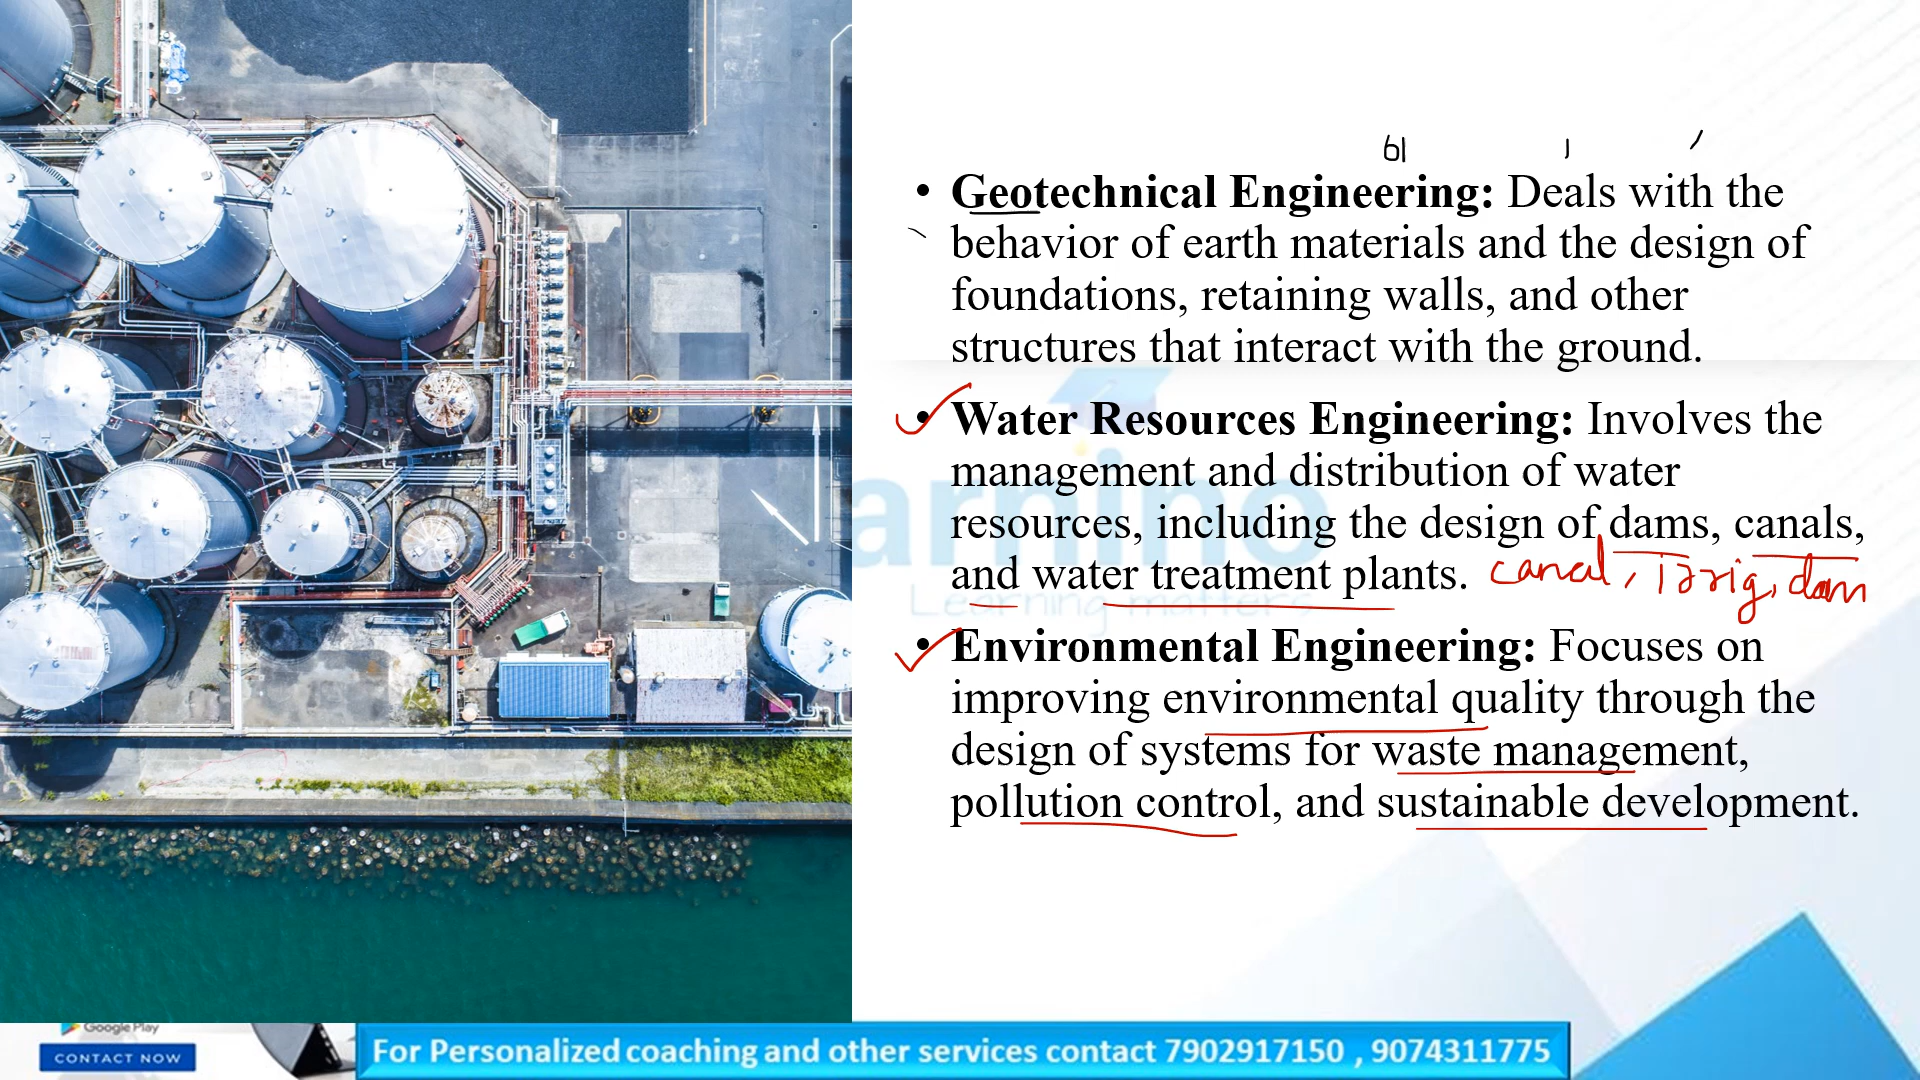 • Geotechnical Engineering: Deals with the
behavior of earth materials and the design of
foundations, retaining walls, and other
structures that interact with the ground.
• Water Resources Engineering: Involves the
management and distribution of water
resources, including the design of dams, canals,
and water treatment plants.
canal, irrig, dam
• Environmental Engineering: Focuses on
improving environmental quality through the
design of systems for waste management,
pollution control, and sustainable development.
arnino
Learning matters
Google Play
CONTACT NOW
For Personalized coaching and other services contact 7902917150 , 9074311775